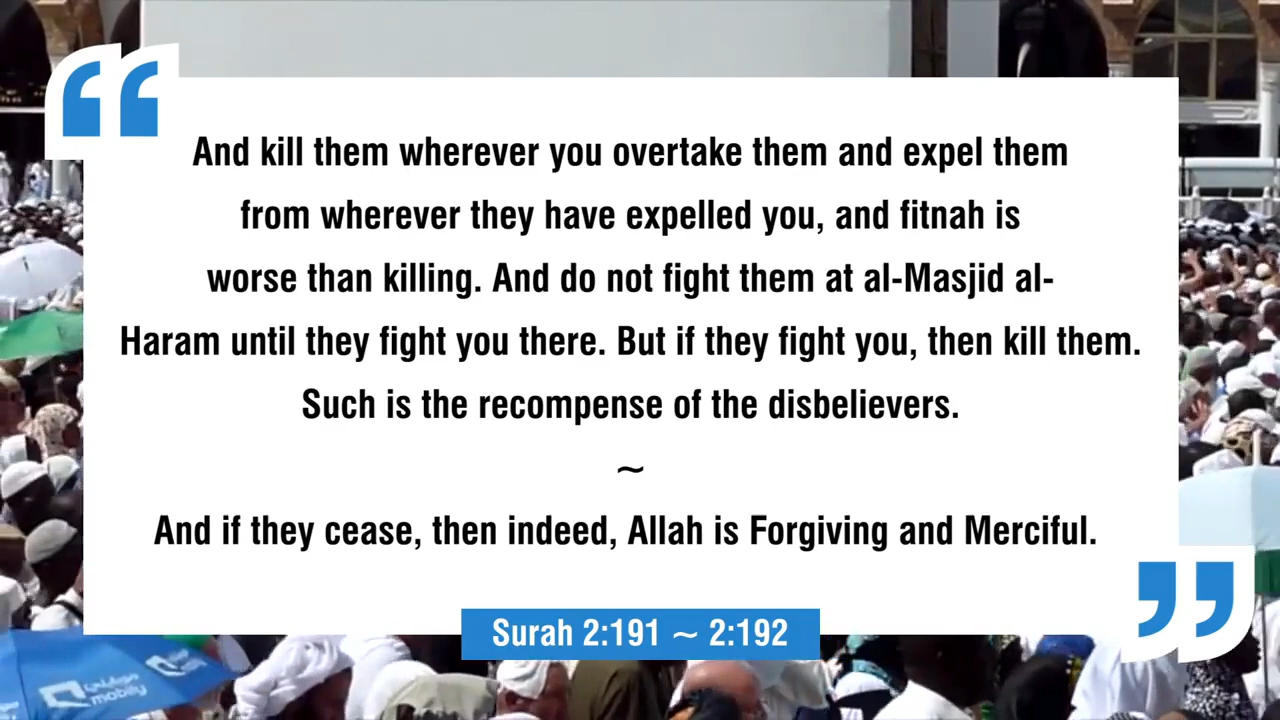 And kill them wherever you overtake them and expel them
from wherever they have expelled you, and fitnah is
worse than killing. And do not fight them at al-Masjid al-
Haram until they fight you there. But if they fight you, then kill them.
Such is the recompense of the disbelievers.
~
And if they cease, then indeed, Allah is Forgiving and Merciful.
Surah 2:191 ~ 2:192
موبايلي
mobily